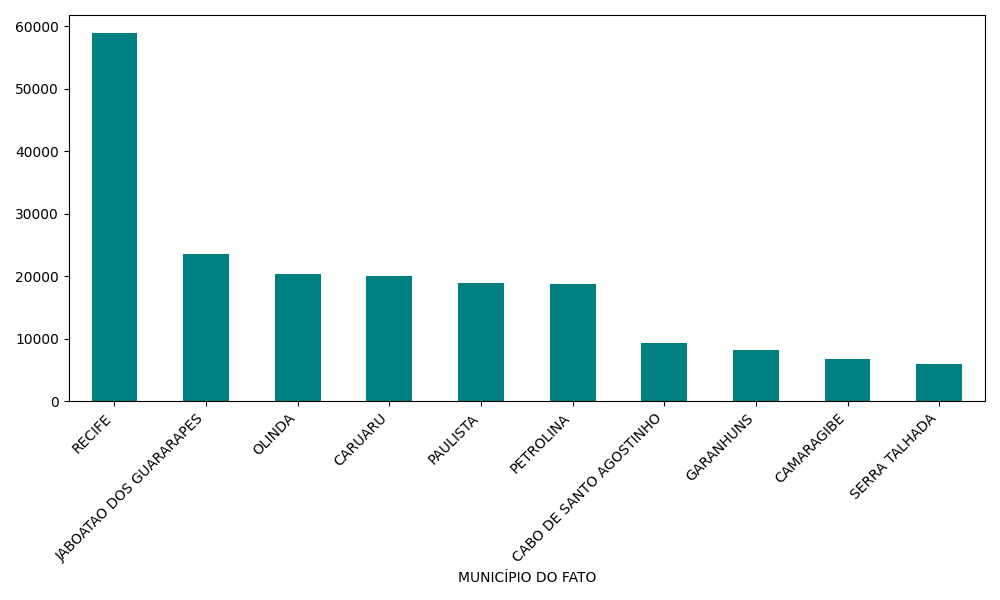 60000
50000
40000
30000
20000
10000
0
RECIFE
JABOATAO DOS GUARARAPES
OLINDA
CARUARU
PAULISTA
PETROLINA
CABO DE SANTO AGOSTINHO
GARANHUNS
CAMARAGIBE
SERRA TALHADA
MUNICÍPIO DO FATO